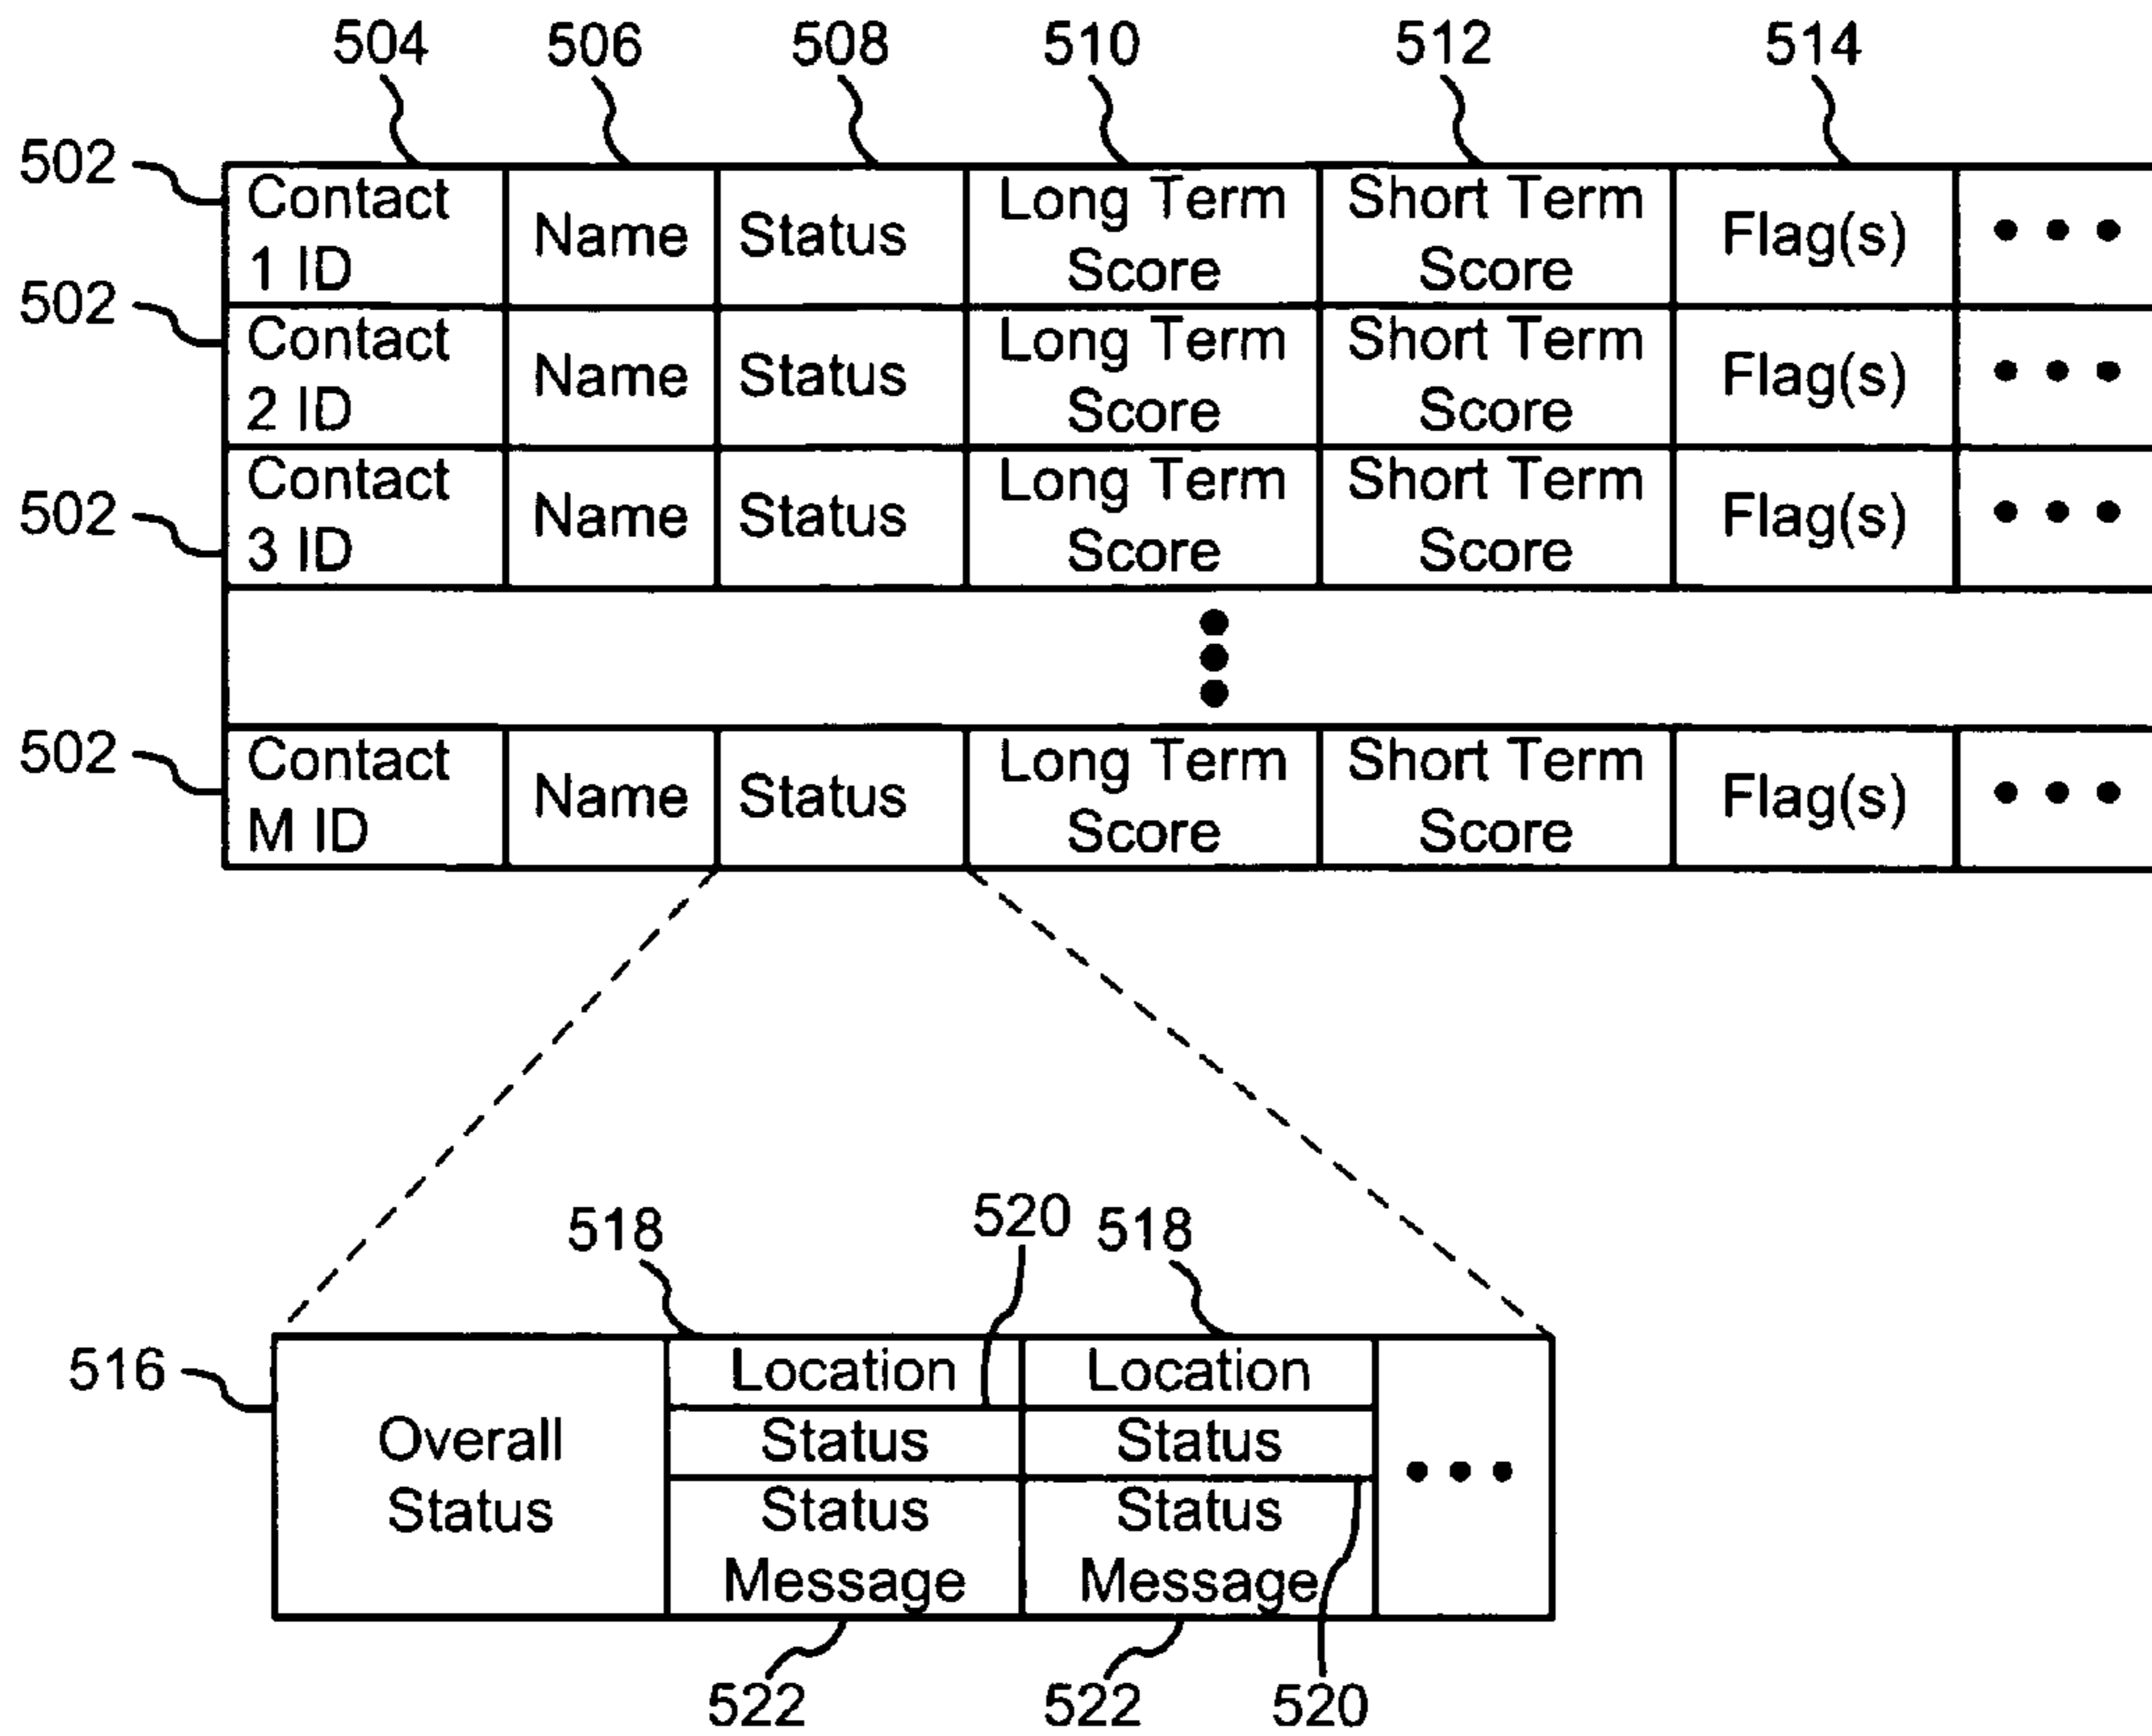 504 506 508 510 512 514
502
Contact 1 ID Name Status Long Term Score Short Term Score Flag(s) • • •
502
Contact 2 ID Name Status Long Term Score Short Term Score Flag(s) • • •
502
Contact 3 ID Name Status Long Term Score Short Term Score Flag(s) • • •
502
Contact M ID Name Status Long Term Score Short Term Score Flag(s) • • •
518 520 518
516
Overall Status
Location Location
Status Status
Status Message Status Message
• • •
522 522 520